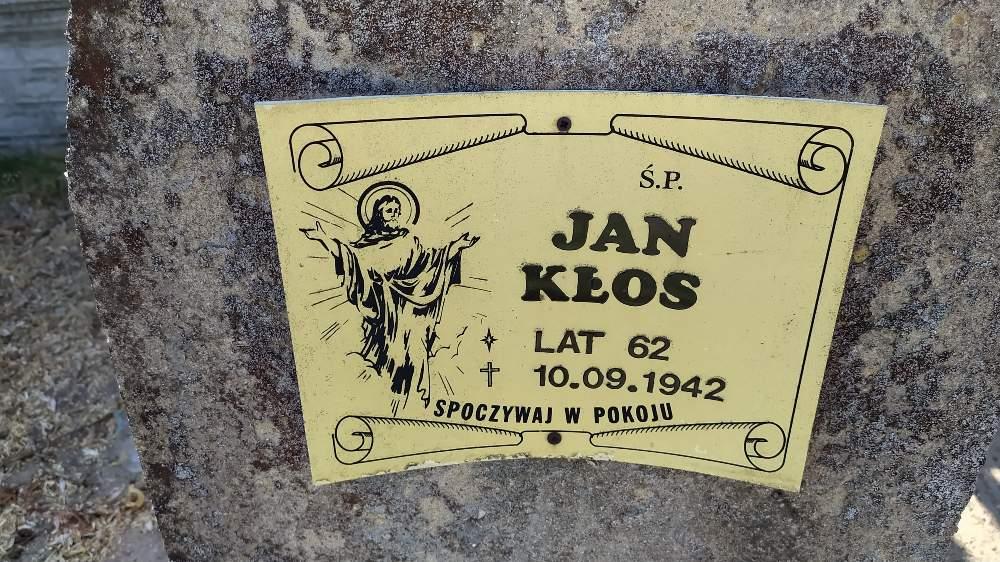 Ś.P.
JAN
KŁOS
LAT 62
10.09.1942
SPOCZYWAJ W POKOJU